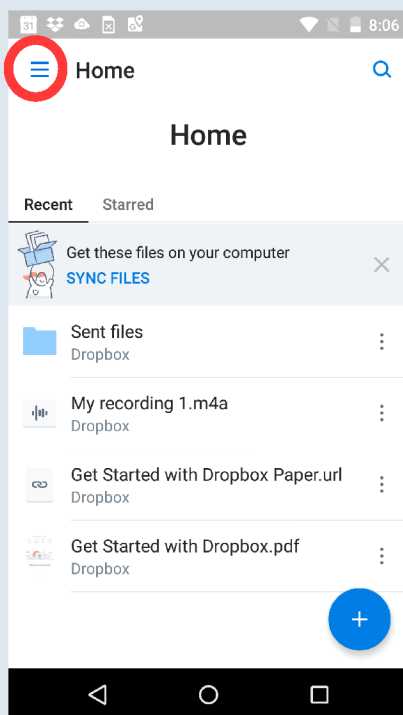 31
8:06
Home
Home
Recent
Starred
Get these files on your computer
SYNC FILES
Sent files
Dropbox
My recording 1.m4a
Dropbox
Get Started with Dropbox Paper.url
Dropbox
Get Started with Dropbox.pdf
Dropbox